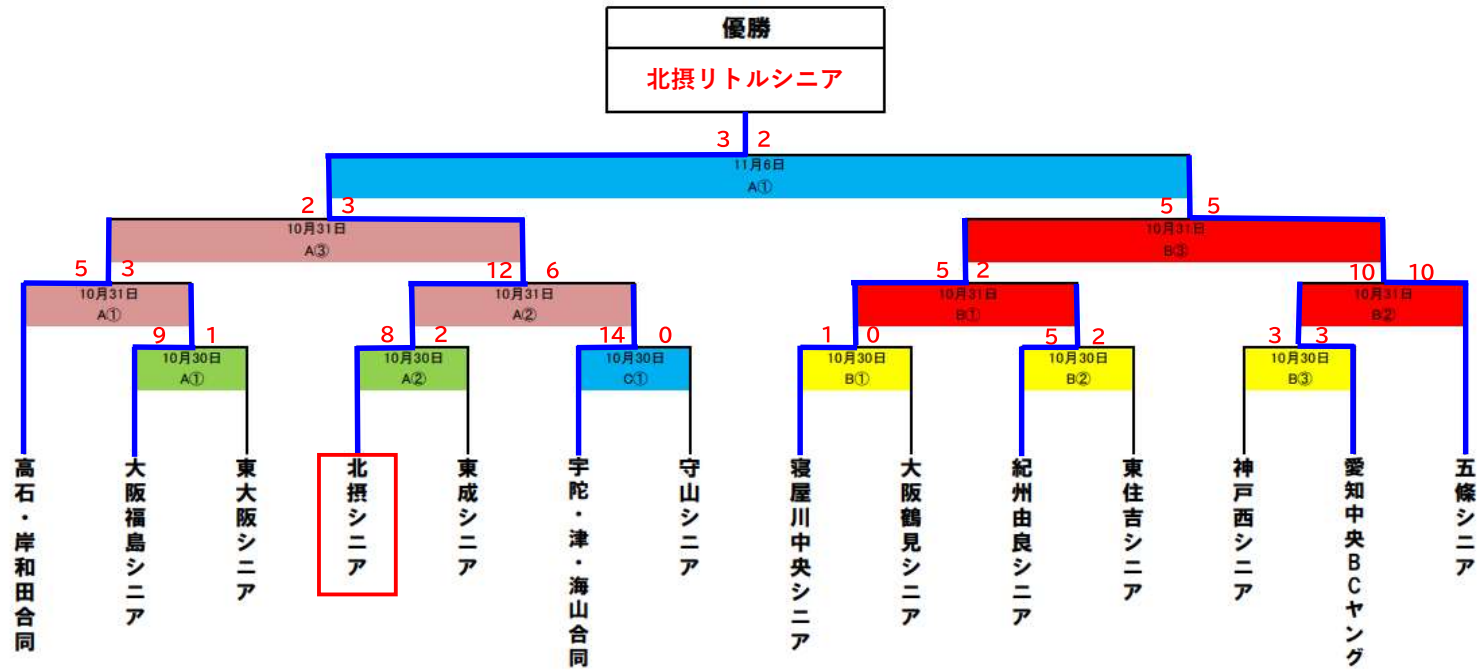 優勝
北摂リトルシニア
3 2
11月6日
A①
2 3
5 5
10月31日
A③
10月31日
B③
5 3
12 6
5 2
10 10
10月31日
A①
10月31日
A②
10月31日
B①
10月31日
B②
9 1
8 2
14 0
1 0
5 2
3 3
10月30日
A①
10月30日
A②
10月30日
C①
10月30日
B①
10月30日
B②
10月30日
B③
高石・岸和田合同
大阪福島シニア
東大阪シニア
北摂シニア
東成シニア
宇陀・津・海山合同
守山シニア
寝屋川中央シニア
大阪鶴見シニア
紀州由良シニア
東住吉シニア
神戸西シニア
愛知中央BCヤング
五條シニア